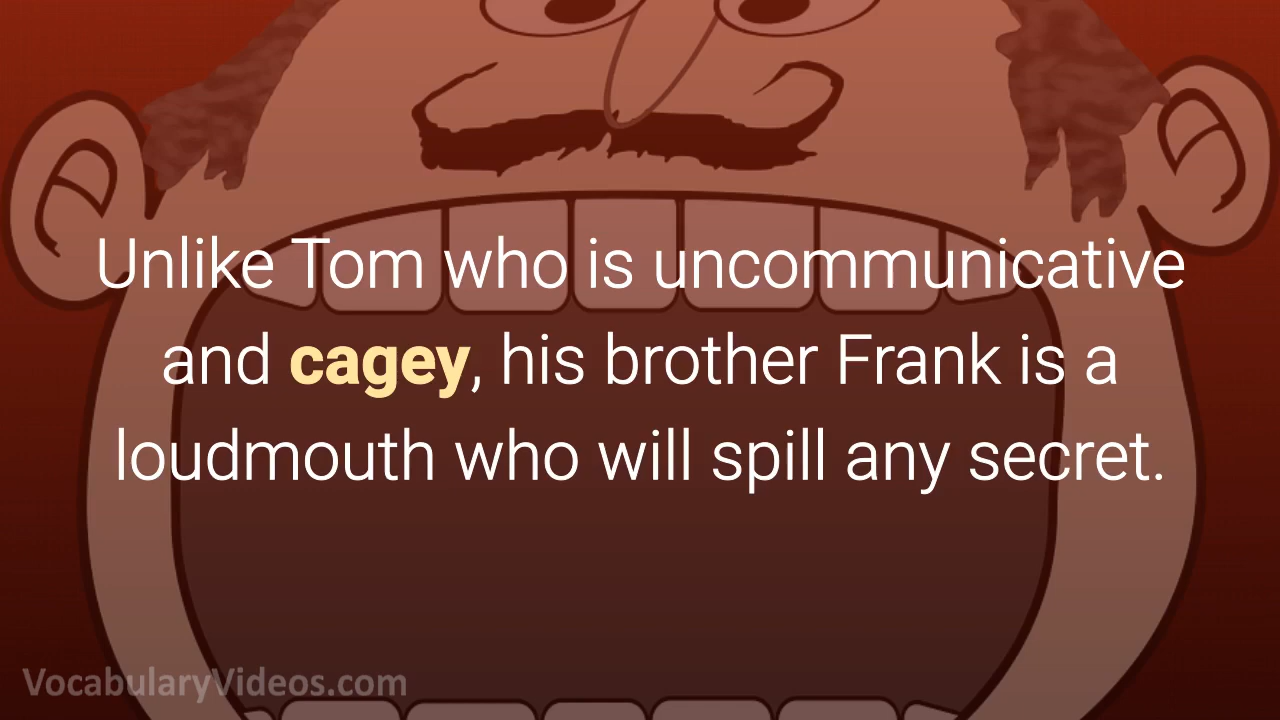 Unlike Tom who is uncommunicative
and cagey, his brother Frank is a
loudmouth who will spill any secret.
VocabularyVideos.com